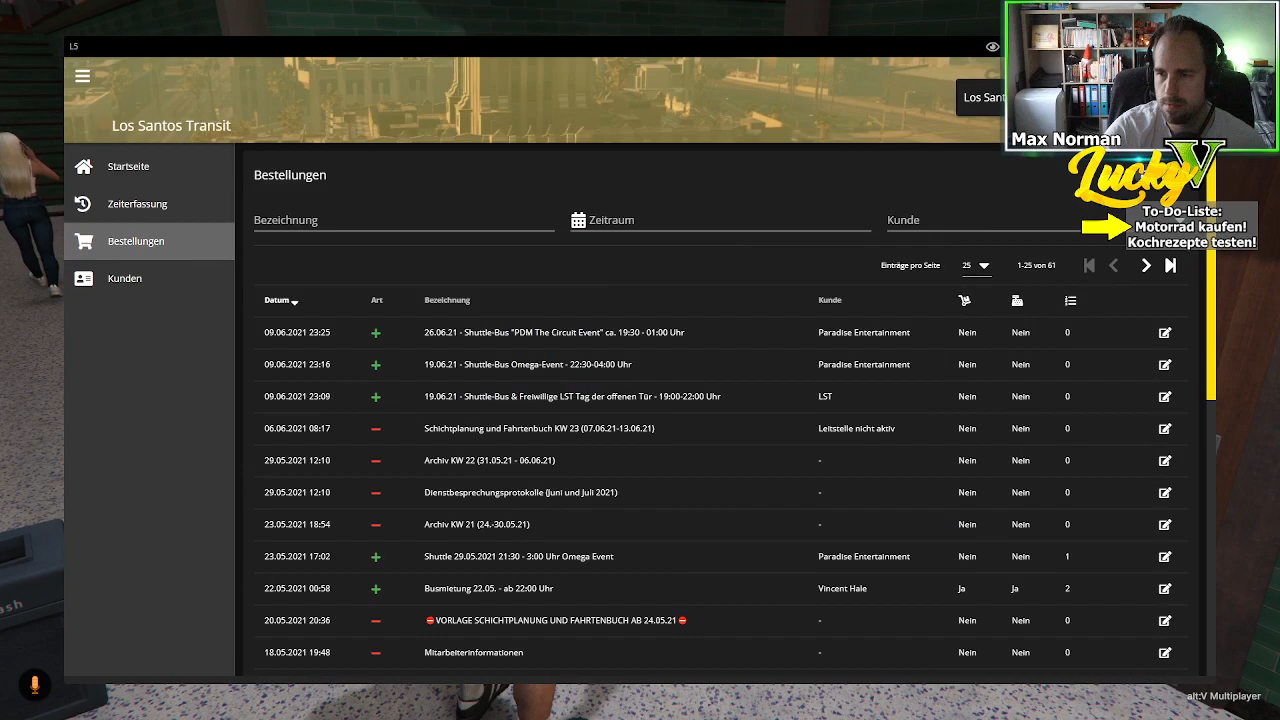 L5
Los Santos Transit
Los Sant
Max Norman
LuckyV
To-Do-Liste:
Motorrad kaufen!
Kochrezepte testen!
Startseite
Zeiterfassung
Bestellungen
Kunden
Bestellungen
Bezeichnung Zeitraum Kunde
Einträge pro Seite 25 1-25 von 61
Datum Art Bezeichnung Kunde
09.06.2021 23:25 + 26.06.21 - Shuttle-Bus "PDM The Circuit Event" ca. 19:30 - 01:00 Uhr Paradise Entertainment Nein Nein 0
09.06.2021 23:16 + 19.06.21 - Shuttle-Bus Omega-Event - 22:30-04:00 Uhr Paradise Entertainment Nein Nein 0
09.06.2021 23:09 + 19.06.21 - Shuttle-Bus & Freiwillige LST Tag der offenen Tür - 19:00-22:00 Uhr LST Nein Nein 0
06.06.2021 08:17 - Schichtplanung und Fahrtenbuch KW 23 (07.06.21-13.06.21) Leitstelle nicht aktiv Nein Nein 0
29.05.2021 12:10 - Archiv KW 22 (31.05.21 - 06.06.21) - Nein Nein 0
29.05.2021 12:10 - Dienstbesprechungsprotokolle (Juni und Juli 2021) - Nein Nein 0
23.05.2021 18:54 - Archiv KW 21 (24.-30.05.21) - Nein Nein 0
23.05.2021 17:02 + Shuttle 29.05.2021 21:30 - 3:00 Uhr Omega Event Paradise Entertainment Nein Nein 1
22.05.2021 00:58 + Busmietung 22.05. - ab 22:00 Uhr Vincent Hale Ja Ja 2
20.05.2021 20:36 - ⛔VORLAGE SCHICHTPLANUNG UND FAHRTENBUCH AB 24.05.21⛔ - Nein Nein 0
18.05.2021 19:48 - Mitarbeiterinformationen - Nein Nein 0
ash
alt:V Multiplayer